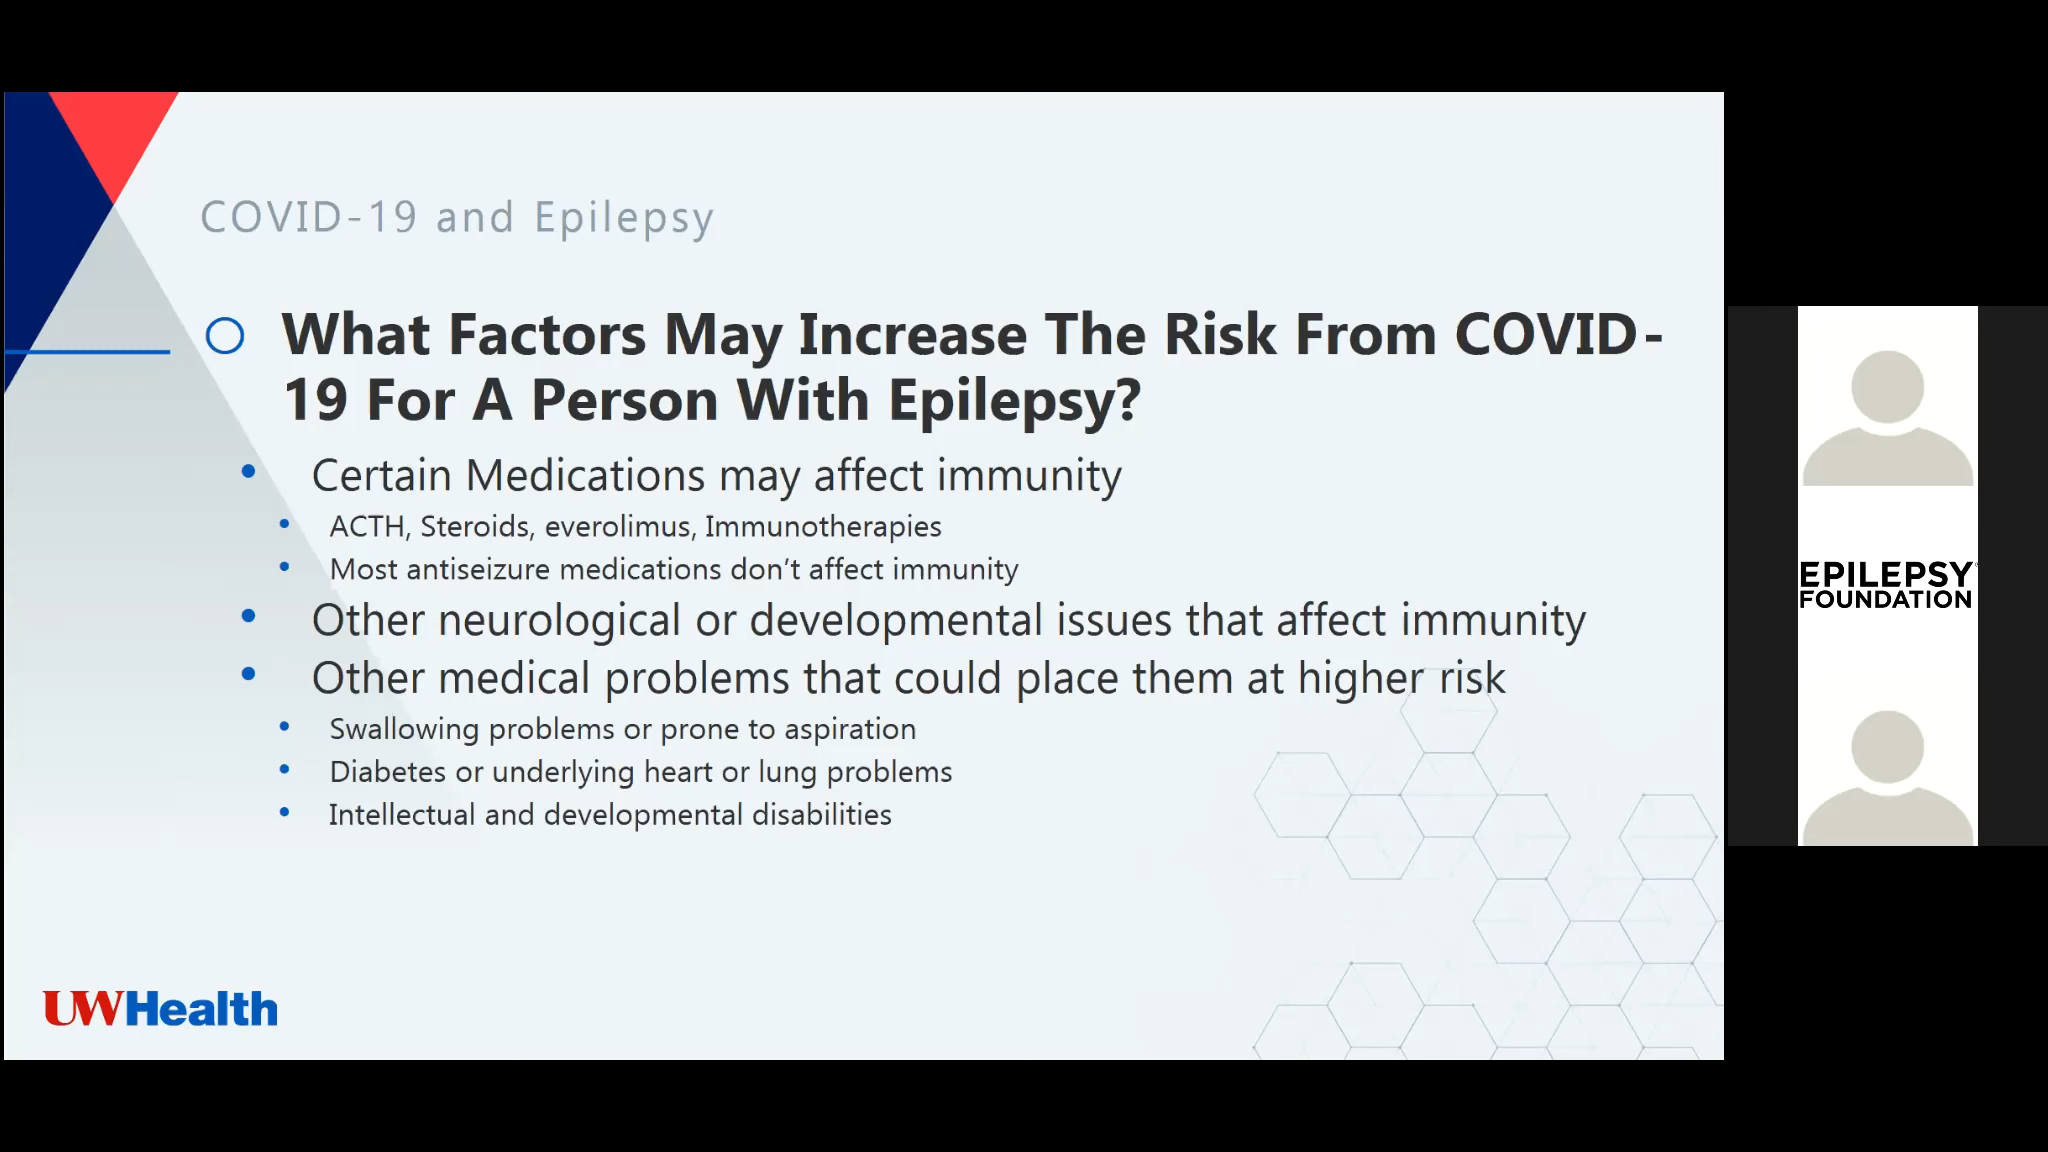 COVID-19 and Epilepsy
What Factors May Increase The Risk From COVID-
19 For A Person With Epilepsy?
Certain Medications may affect immunity
ACTH, Steroids, everolimus, Immunotherapies
Most antiseizure medications don’t affect immunity
Other neurological or developmental issues that affect immunity
Other medical problems that could place them at higher risk
Swallowing problems or prone to aspiration
Diabetes or underlying heart or lung problems
Intellectual and developmental disabilities
UWHealth
EPILEPSY
FOUNDATION